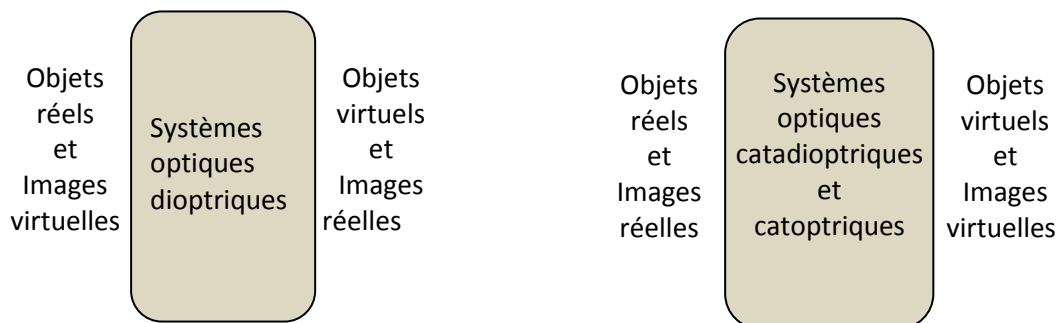 Objets
réels
et
Images
virtuelles
Systèmes
optiques
dioptriques
Objets
virtuels
et
Images
réelles
Objets
réels
et
Images
réelles
Systèmes
optiques
catadioptriques
et
catoptriques
Objets
virtuels
et
Images
virtuelles